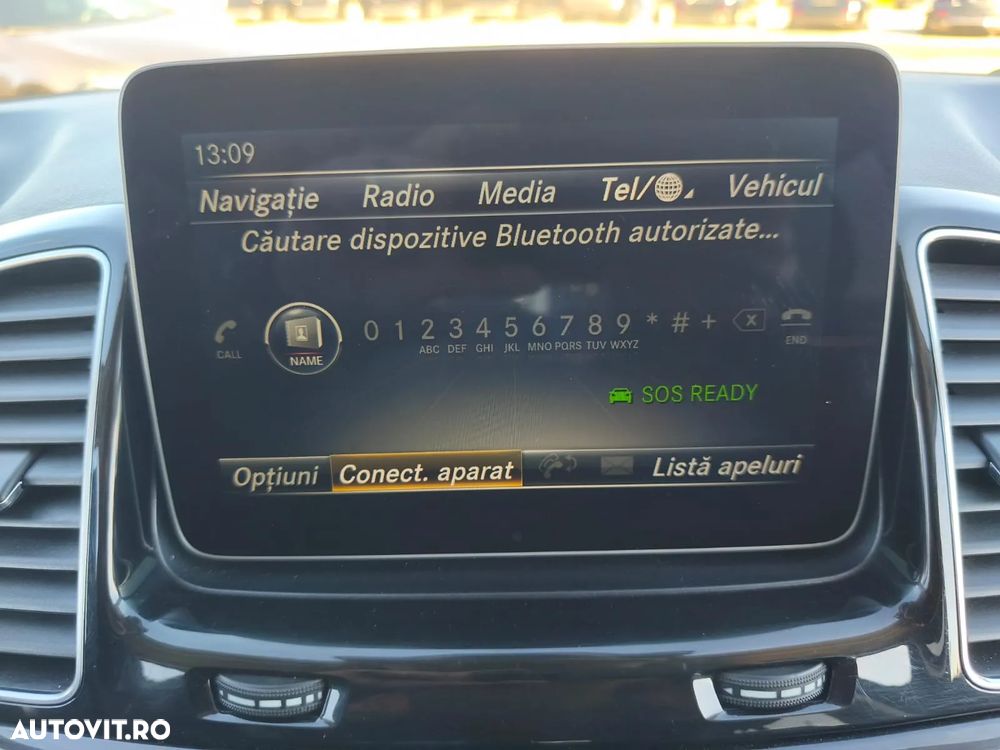 13:09
Navigație Radio Media Tel/ Vehicul
Căutare dispozitive Bluetooth autorizate...
0 1 2 3 4 5 6 7 8 9 * # +
ABC DEF GHI JKL MNO PQRS TUV WXYZ
CALL NAME END
SOS READY
Opțiuni Conect. aparat Listă apeluri
AUTOVIT.RO